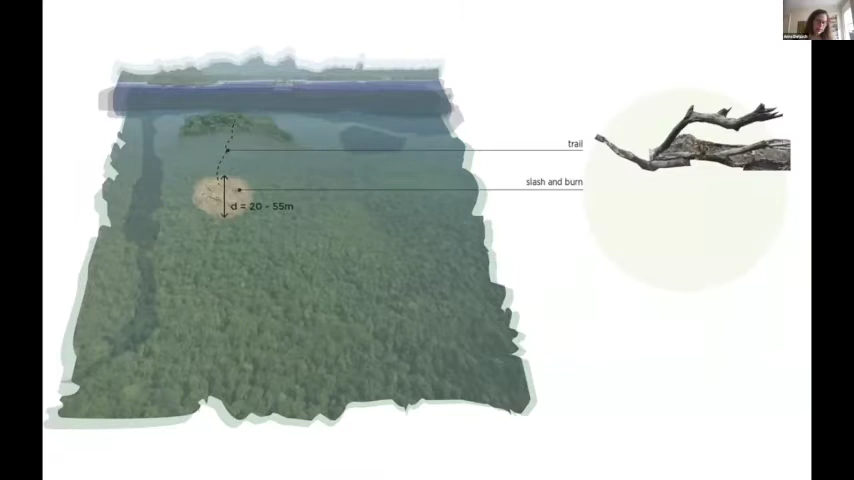 trail
slash and burn
d = 20 - 55m